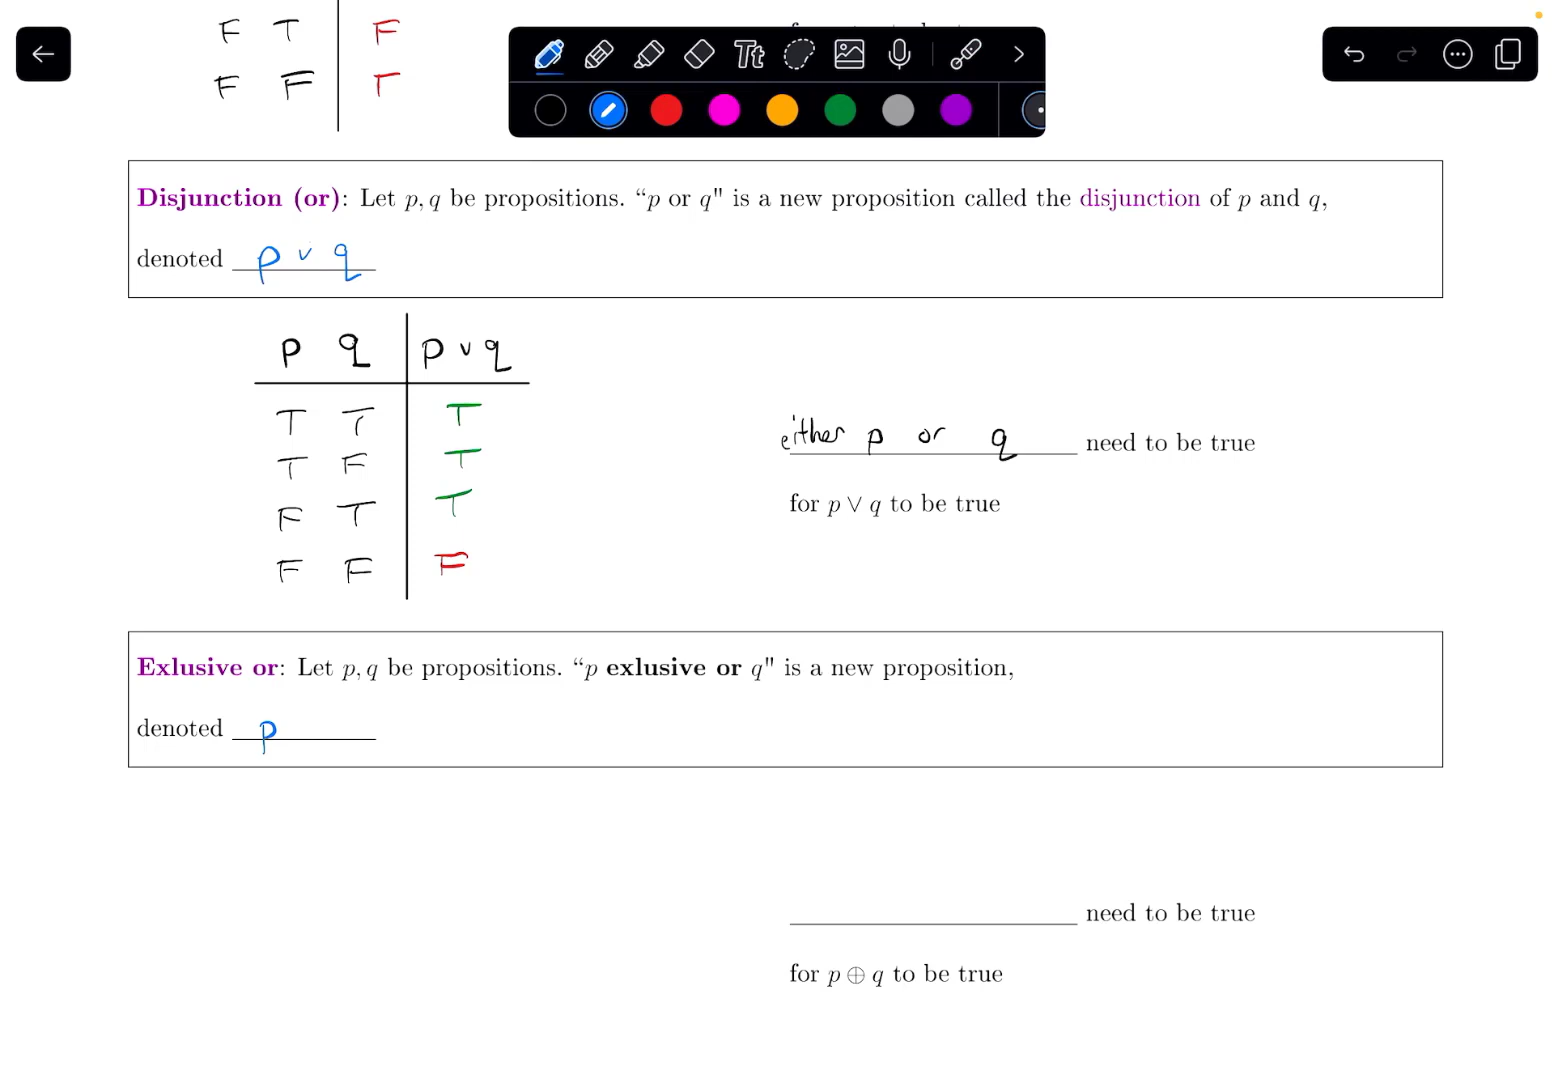 F T F
F F F
Tt
Disjunction (or): Let p, q be propositions. “p or q" is a new proposition called the disjunction of p and q,
denoted p ∨ q
p q p ∨ q
T T T
T F T
F T T
F F F
either p or q need to be true
for p ∨ q to be true
Exlusive or: Let p, q be propositions. “p exlusive or q" is a new proposition,
denoted p
need to be true
for p ⊕ q to be true